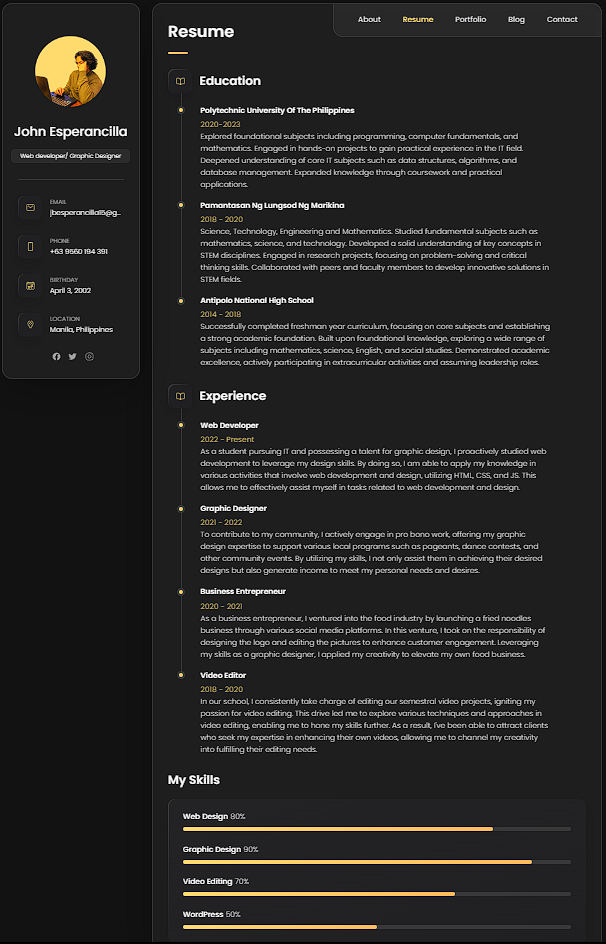 John Esperancilla
Web developer/ Graphic Designer
EMAIL
jbesperancilla15@g...
PHONE
+63 9560 194 391
BIRTHDAY
April 3, 2002
LOCATION
Manila, Philippines
About Resume Portfolio Blog Contact
Resume
Education
Polytechnic University Of The Philippines
2020-2023
Explored foundational subjects including programming, computer fundamentals, and
mathematics. Engaged in hands-on projects to gain practical experience in the IT field.
Deepened understanding of core IT subjects such as data structures, algorithms, and
database management. Expanded knowledge through coursework and practical
applications.
Pamantasan Ng Lungsod Ng Marikina
2018 - 2020
Science, Technology, Engineering and Mathematics. Studied fundamental subjects such as
mathematics, science, and technology. Developed a solid understanding of key concepts in
STEM disciplines. Engaged in research projects, focusing on problem-solving and critical
thinking skills. Collaborated with peers and faculty members to develop innovative solutions in
STEM fields.
Antipolo National High School
2014 - 2018
Successfully completed freshman year curriculum, focusing on core subjects and establishing
a strong academic foundation. Built upon foundational knowledge, exploring a wide range of
subjects including mathematics, science, English, and social studies. Demonstrated academic
excellence, actively participating in extracurricular activities and assuming leadership roles.
Experience
Web Developer
2022 - Present
As a student pursuing IT and possessing a talent for graphic design, I proactively studied web
development to leverage my design skills. By doing so, I am able to apply my knowledge in
various activities that involve web development and design, utilizing HTML, CSS, and JS. This
allows me to effectively assist myself in tasks related to web development and design.
Graphic Designer
2021 - 2022
To contribute to my community, I actively engage in pro bono work, offering my graphic
design expertise to support various local programs such as pageants, dance contests, and
other community events. By utilizing my skills, I not only assist them in achieving their desired
designs but also generate income to meet my personal needs and desires.
Business Entrepreneur
2020 - 2021
As a business entrepreneur, I ventured into the food industry by launching a fried noodles
business through various social media platforms. In this venture, I took on the responsibility of
designing the logo and editing the pictures to enhance customer engagement. Leveraging
my skills as a graphic designer, I applied my creativity to elevate my own food business.
Video Editor
2018 - 2020
In our school, I consistently take charge of editing our semestral video projects, igniting my
passion for video editing. This drive led me to explore various techniques and approaches in
video editing, enabling me to hone my skills further. As a result, I've been able to attract clients
who seek my expertise in enhancing their own videos, allowing me to channel my creativity
into fulfilling their editing needs.
My Skills
Web Design 80%
Graphic Design 90%
Video Editing 70%
WordPress 50%